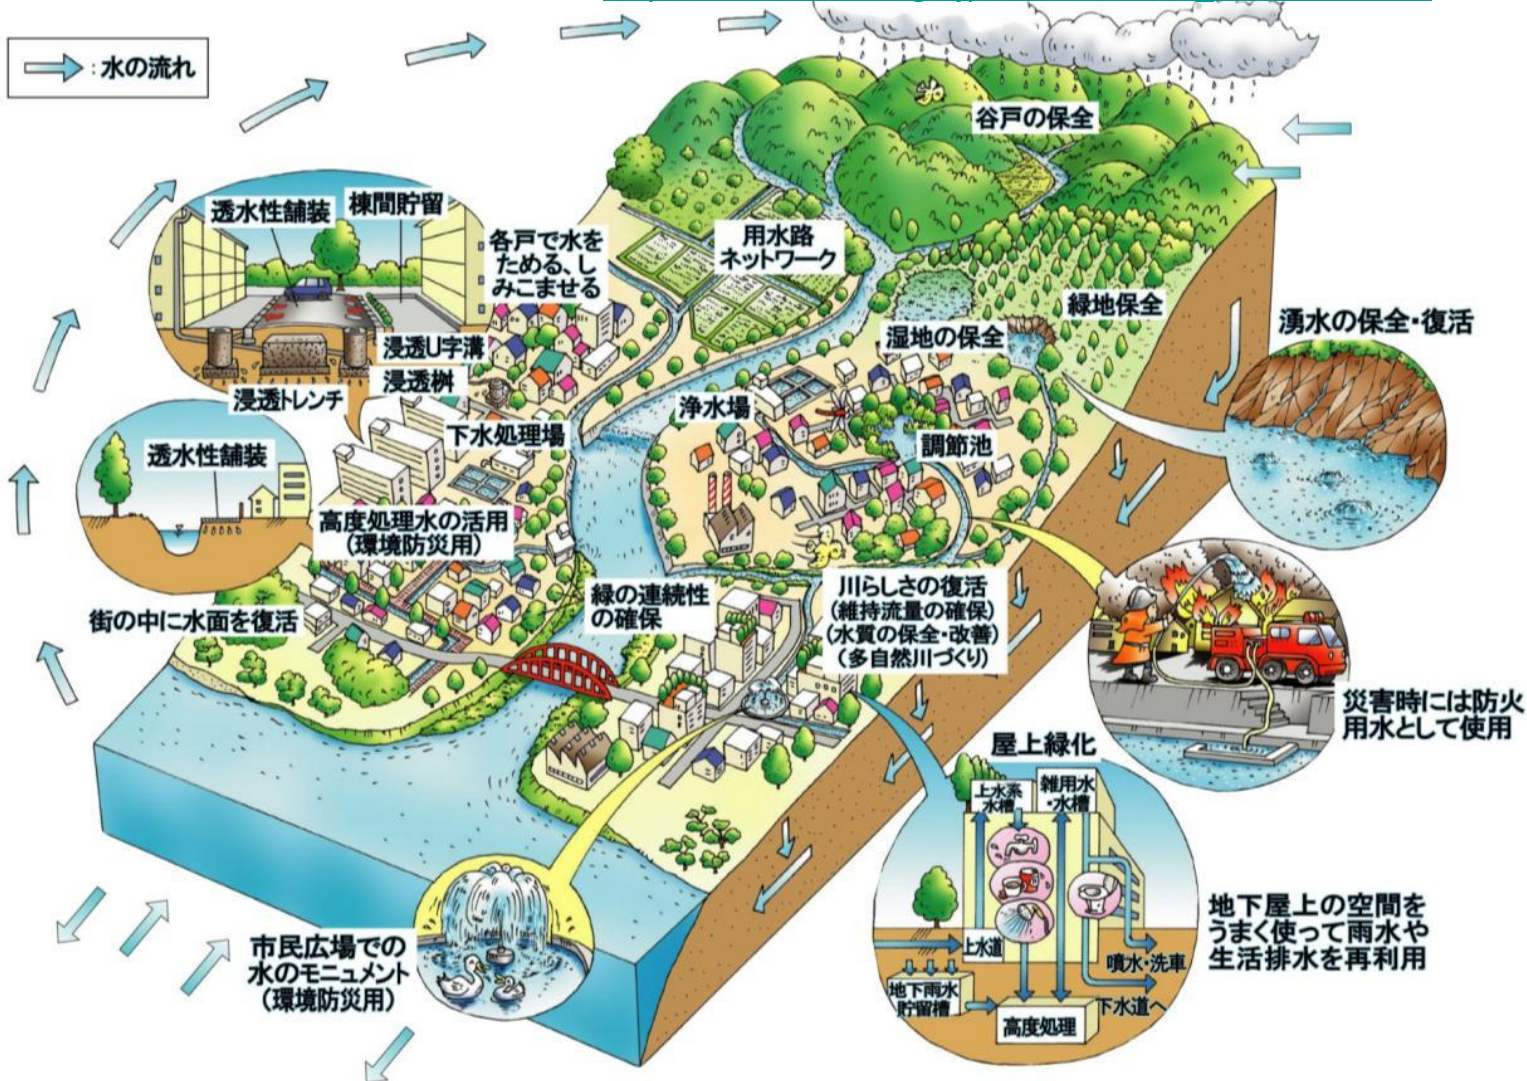 :水の流れ
谷戸の保全
透水性舗装
棟間貯留
各戸で水を
ためる、し
みこませる
用水路
ネットワーク
緑地保全
湿地の保全
湧水の保全・復活
浸透U字溝
浸透桝
浸透トレンチ
浄水場
下水処理場
調節池
透水性舗装
高度処理水の活用
(環境防災用)
街の中に水面を復活
緑の連続性
の確保
川らしさの復活
(維持流量の確保)
(水質の保全・改善)
(多自然川づくり)
災害時には防火
用水として使用
屋上緑化
上水系
水槽
雑用水
・水槽
上水道
噴水・洗車
地下雨水
貯留槽
下水道へ
高度処理
地下屋上の空間を
うまく使って雨水や
生活排水を再利用
市民広場での
水のモニュメント
(環境防災用)